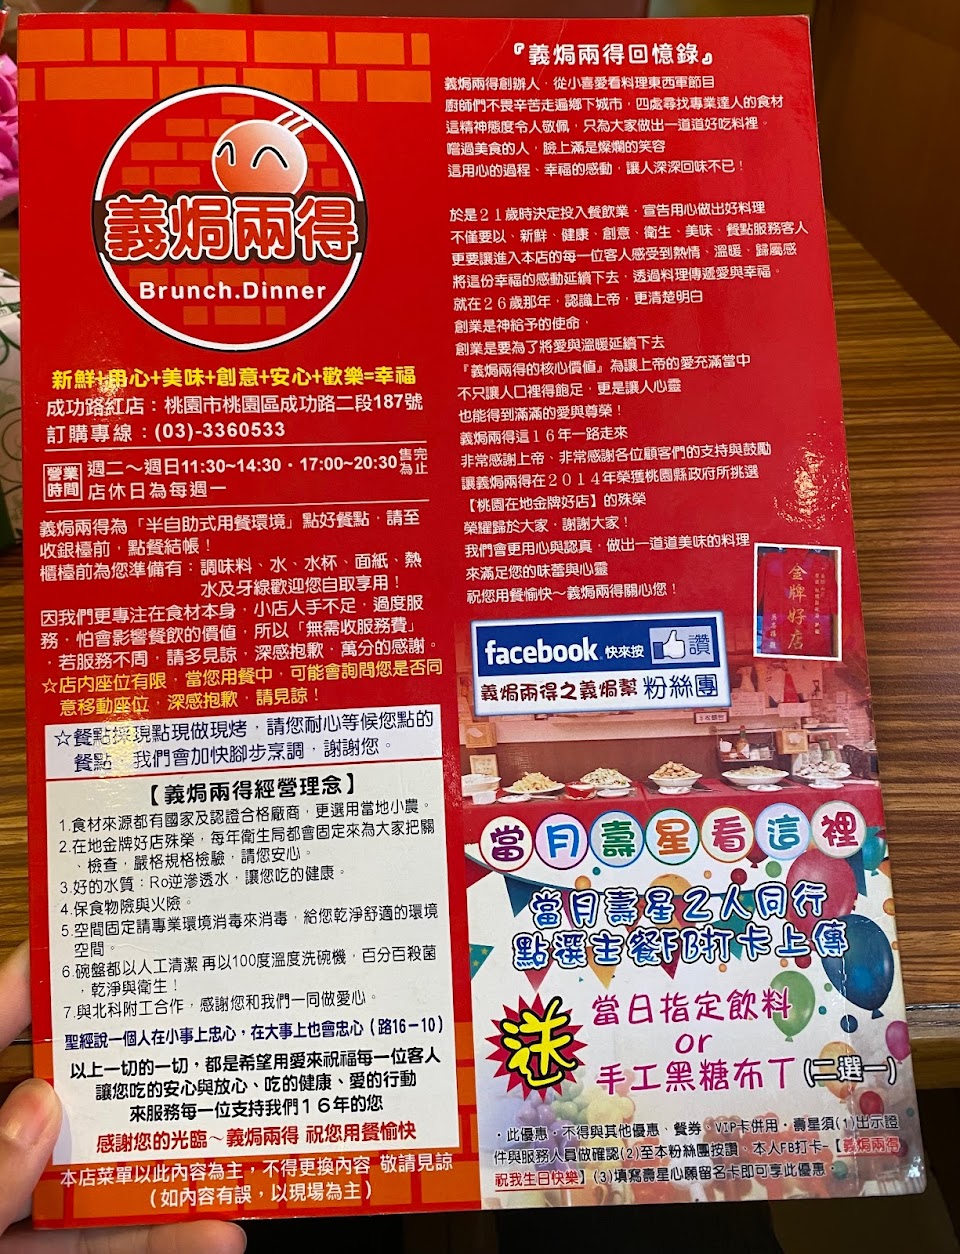 義焗兩得
Brunch.Dinner
新鮮+用心+美味+創意+安心+歡樂=幸福
成功路紅店：桃園市桃園區成功路二段187號
訂購專線：(03)-3360533
營業時間 週二～週日11:30~14:30・17:00~20:30 售完為止
店休日為每週一
義焗兩得為「半自助式用餐環境」點好餐點，請至
收銀檯前，點餐結帳！
櫃檯前為您準備有：調味料、水、水杯、面紙、熱
水及牙線歡迎您自取享用！
因我們更專注在食材本身，小店人手不足，過度服
務，怕會影響餐飲的價值，所以「無需收服務費」
，若服務不周，請多見諒，深感抱歉，萬分的感謝。
☆店內座位有限，當您用餐中，可能會詢問您是否同
意移動座位，深感抱歉，請見諒！
☆餐點採現點現做現烤，請您耐心等候您點的
餐點，我們會加快腳步烹調，謝謝您。
【義焗兩得經營理念】
1.食材來源都有國家及認證合格廠商，更選用當地小農。
2.在地金牌好店殊榮，每年衛生局都會固定來為大家把關
、檢查，嚴格規格檢驗，請您安心。
3.好的水質：Ro逆滲透水，讓您吃的健康。
4.保食物險與火險。
5.空間固定請專業環境消毒來消毒，給您乾淨舒適的環境
空間。
6.碗盤都以人工清潔 再以100度溫度洗碗機，百分百殺菌
，乾淨與衛生！
7.與北科附工合作，感謝您和我們一同做愛心。
聖經說一個人在小事上忠心，在大事上也會忠心（路16－10）
以上一切的一切，都是希望用愛來祝福每一位客人
讓您吃的安心與放心、吃的健康、愛的行動
來服務每一位支持我們16年的您
感謝您的光臨～義焗兩得 祝您用餐愉快
本店菜單以此內容為主，不得更換內容 敬請見諒
（如內容有誤，以現場為主）
『義焗兩得回憶錄』
義焗兩得創辦人，從小喜愛看料理東西軍節目
廚師們不畏辛苦走遍鄉下城市，四處尋找專業達人的食材
這精神態度令人敬佩，只為大家做出一道道好吃料裡。
嚐過美食的人，臉上滿是燦爛的笑容
這用心的過程、幸福的感動，讓人深深回味不已！
於是21歲時決定投入餐飲業，宣告用心做出好料理
不僅要以、新鮮、健康、創意、衛生、美味、餐點服務客人
更要讓進入本店的每一位客人感受到熱情、溫暖、歸屬感
將這份幸福的感動延續下去，透過料理傳遞愛與幸福。
就在26歲那年，認識上帝，更清楚明白
創業是神給予的使命，
創業是要為了將愛與溫暖延續下去
『義焗兩得的核心價值』為讓上帝的愛充滿當中
不只讓人口裡得飽足，更是讓人心靈
也能得到滿滿的愛與尊榮！
義焗兩得這16年一路走來
非常感謝上帝、非常感謝各位顧客們的支持與鼓勵
讓義焗兩得在2014年榮獲桃園縣政府所挑選
【桃園在地金牌好店】的殊榮
榮耀歸於大家，謝謝大家！
我們會更用心與認真，做出一道道美味的料理
來滿足您的味蕾與心靈
祝您用餐愉快～義焗兩得關心您！
金牌好店
facebook 快來按 讚
義焗兩得之義焗幫 粉絲團
當月壽星看這裡
當月壽星2人同行
點選主餐FB打卡上傳
送
當日指定飲料
or
手工黑糖布丁(二選一)
・此優惠，不得與其他優惠、餐券、VIP卡併用，壽星須(1)出示證
件與服務人員做確認(2)至本粉絲團按讚，本人FB打卡~【義焗兩得
祝我生日快樂】(3)填寫壽星心願留名卡即可享此優惠。